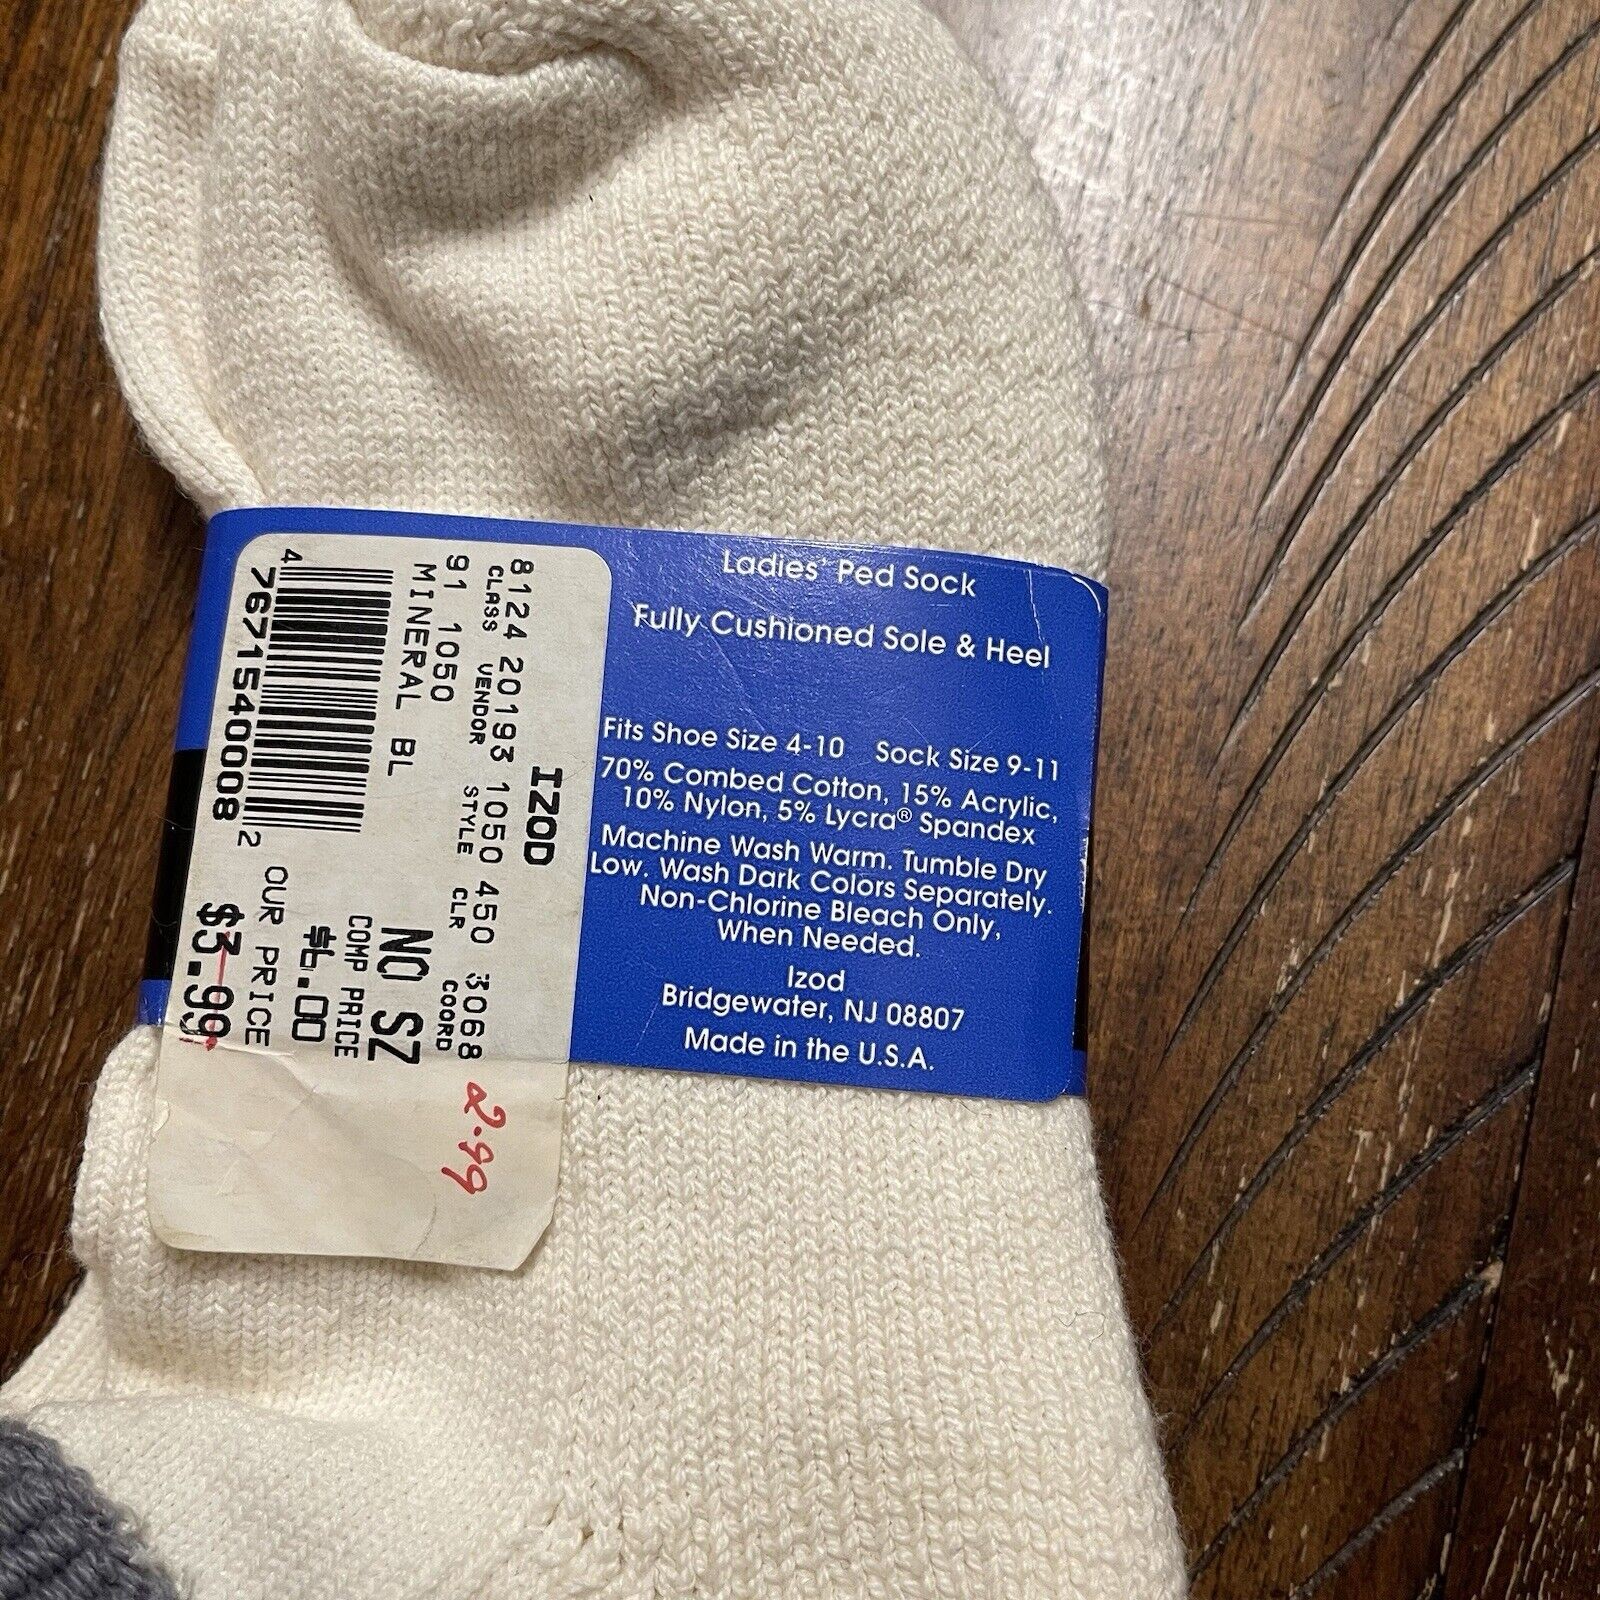 Ladies' Ped Sock
Fully Cushioned Sole & Heel
Fits Shoe Size 4-10 Sock Size 9-11
70% Combed Cotton, 15% Acrylic,
10% Nylon, 5% Lycra® Spandex
Machine Wash Warm. Tumble Dry
Low. Wash Dark Colors Separately.
Non-Chlorine Bleach Only,
When Needed.
Izod
Bridgewater, NJ 08807
Made in the U.S.A.
IZOD
8124 20193 1050 450 3068
CLASS VENDOR STYLE CLR COORD
91 1050
MINERAL BL
NO SZ
COMP PRICE
$6.00
OUR PRICE
$3.99
4 7671540008 2
2.99